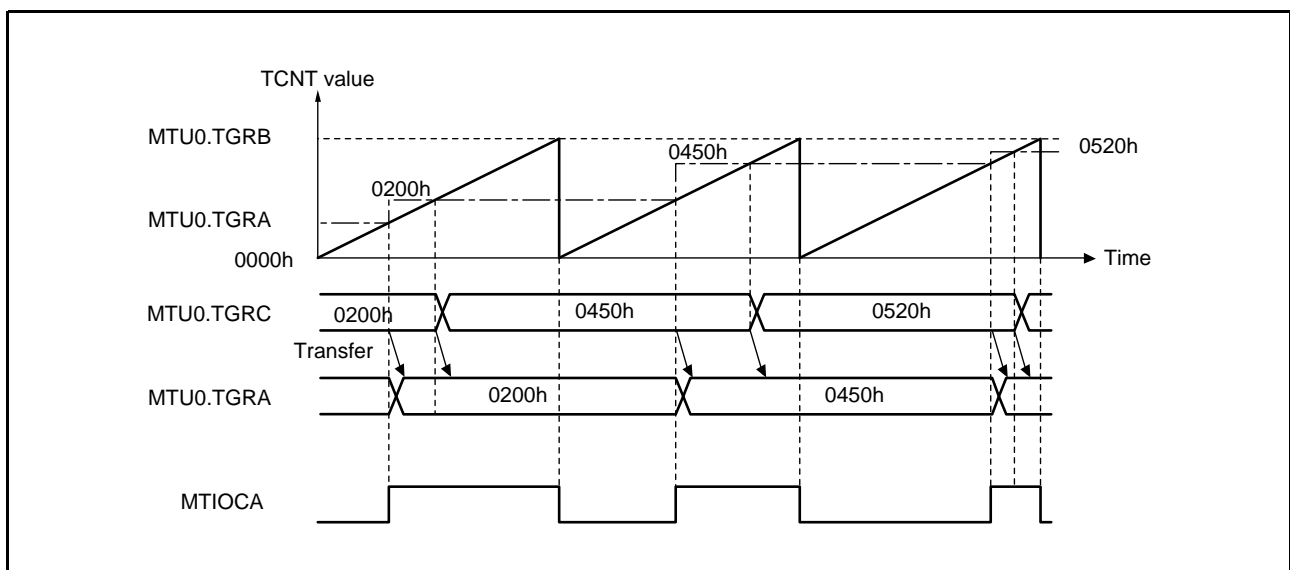 TCNT value
MTU0.TGRB
0450h
0520h
0200h
MTU0.TGRA
0000h
Time
MTU0.TGRC
0200h
0450h
0520h
Transfer
MTU0.TGRA
0200h
0450h
MTIOCA